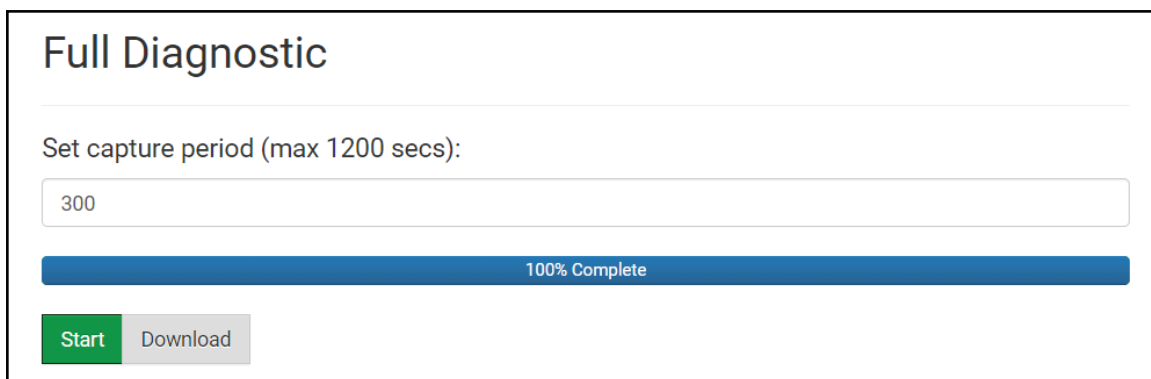 Full Diagnostic
Set capture period (max 1200 secs):
300
100% Complete
Start Download